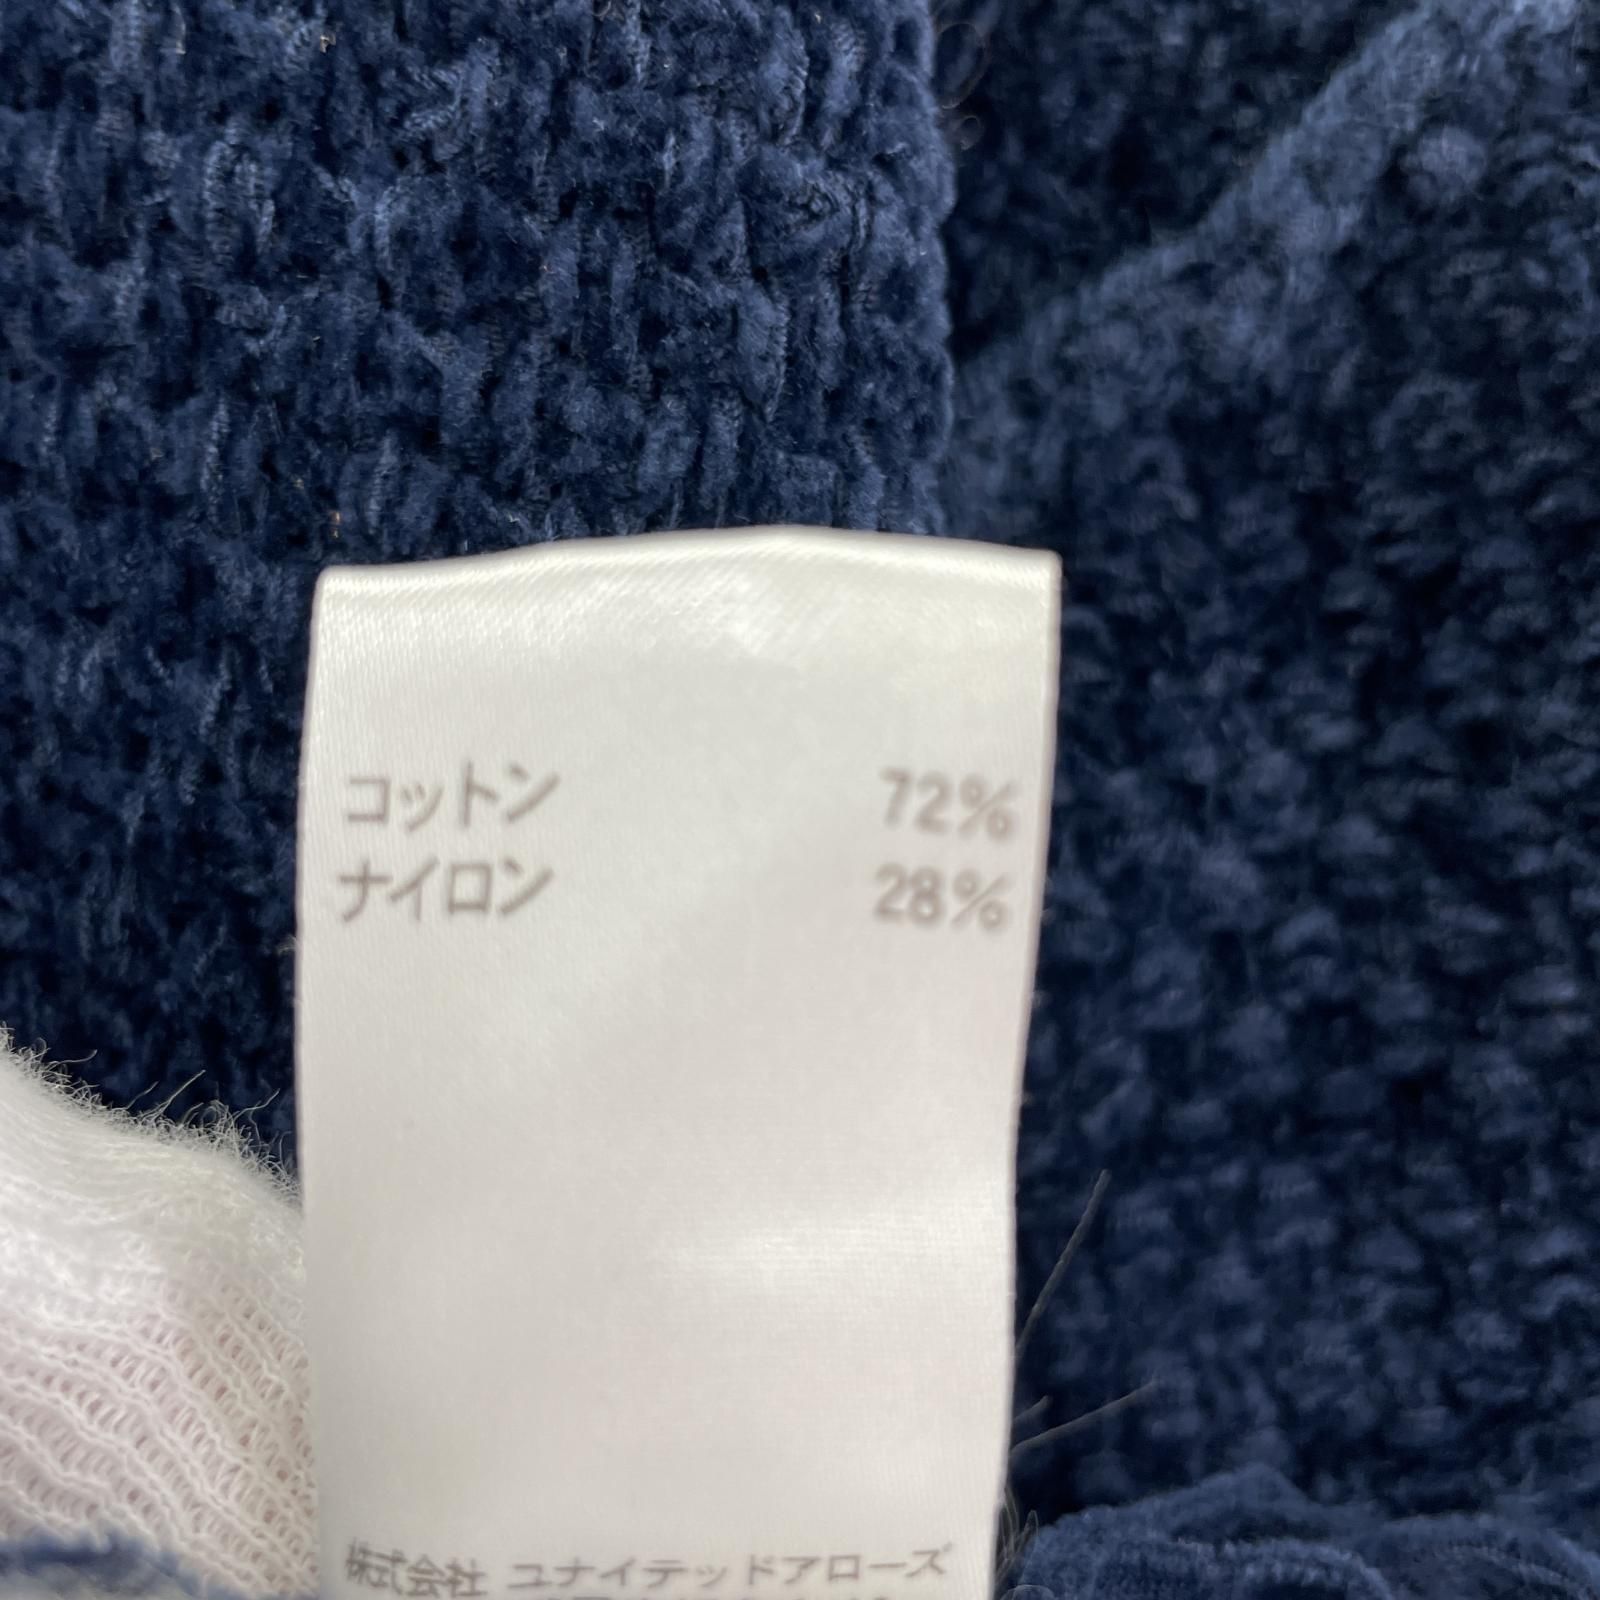 コットン 72%
ナイロン 28%
株式会社 ユナイテッドアローズ